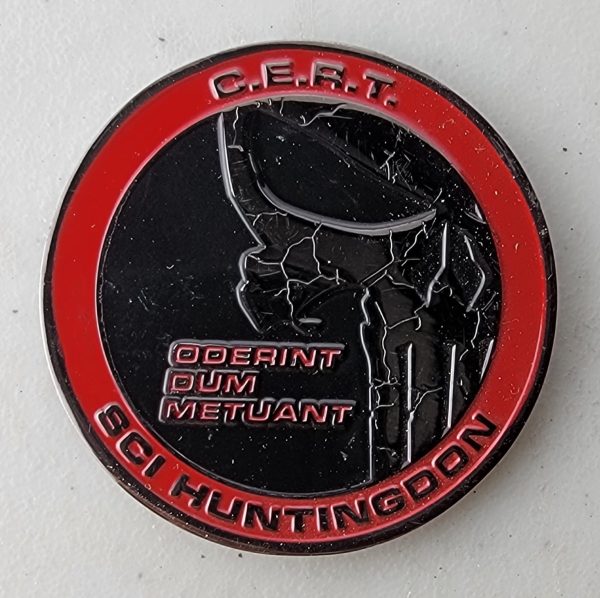 C.E.R.T.
ODERINT
DUM
METUANT
SCI HUNTINGDON